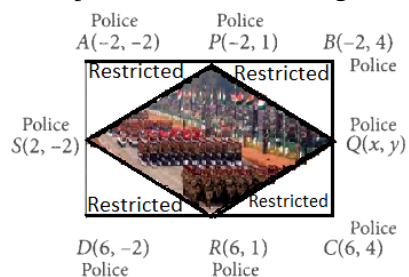 Police Police
A(-2, -2) P(-2, 1) B(-2, 4)
Restricted Restricted Police
Police Police
S(2, -2) Q(x, y)
Restricted Restricted
Police
D(6, -2) R(6, 1) C(6, 4)
Police Police